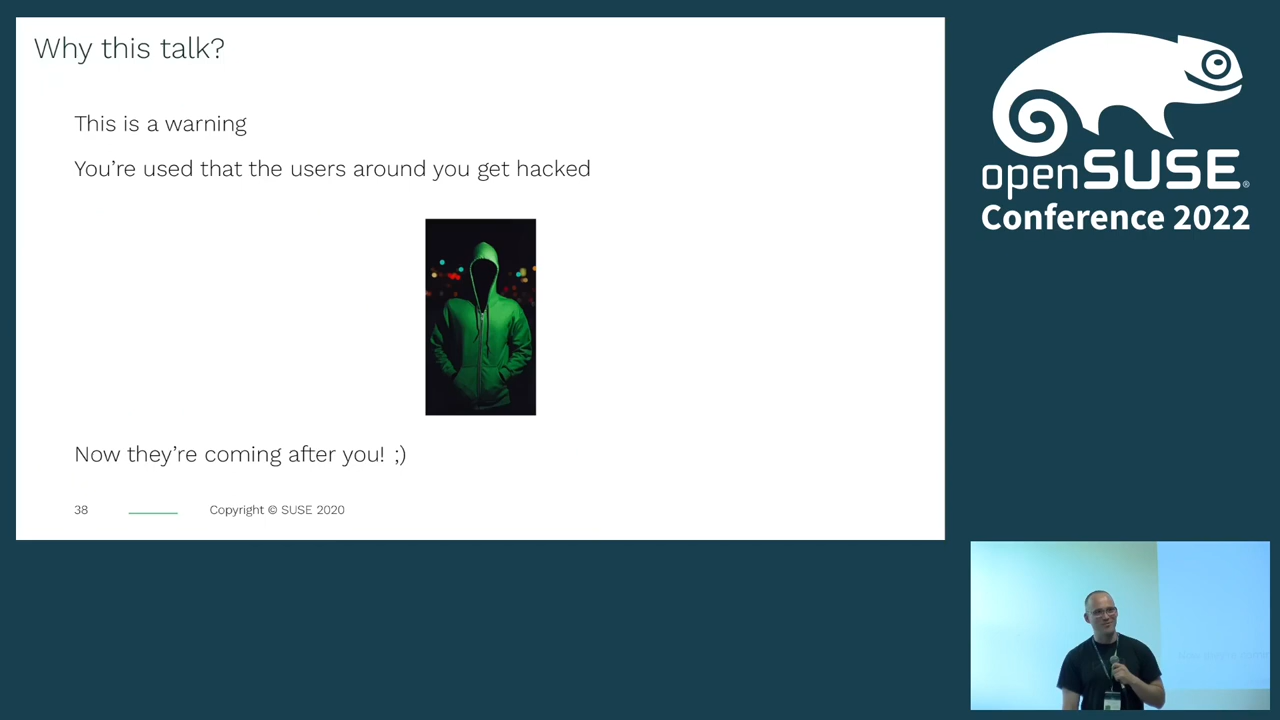 Why this talk?
This is a warning
You're used that the users around you get hacked
Now they're coming after you! ;)
38
Copyright © SUSE 2020
openSUSE®
Conference 2022